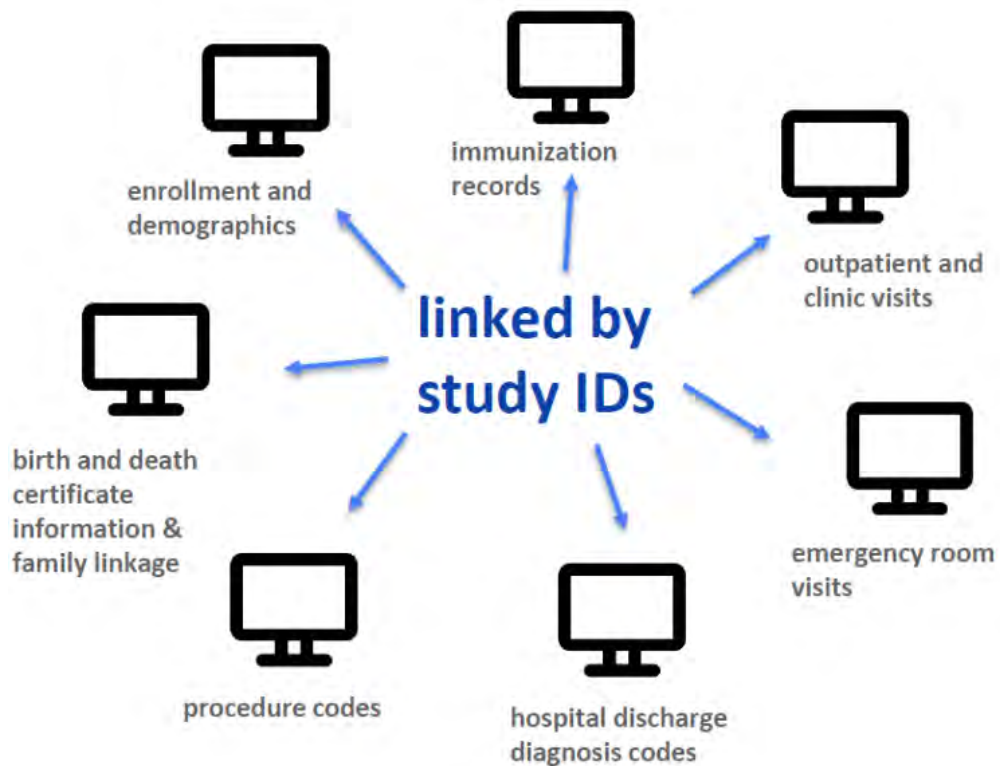 immunization
records
enrollment and
demographics
outpatient and
clinic visits
linked by
study IDs
birth and death
certificate
information &
family linkage
emergency room
visits
procedure codes
hospital discharge
diagnosis codes